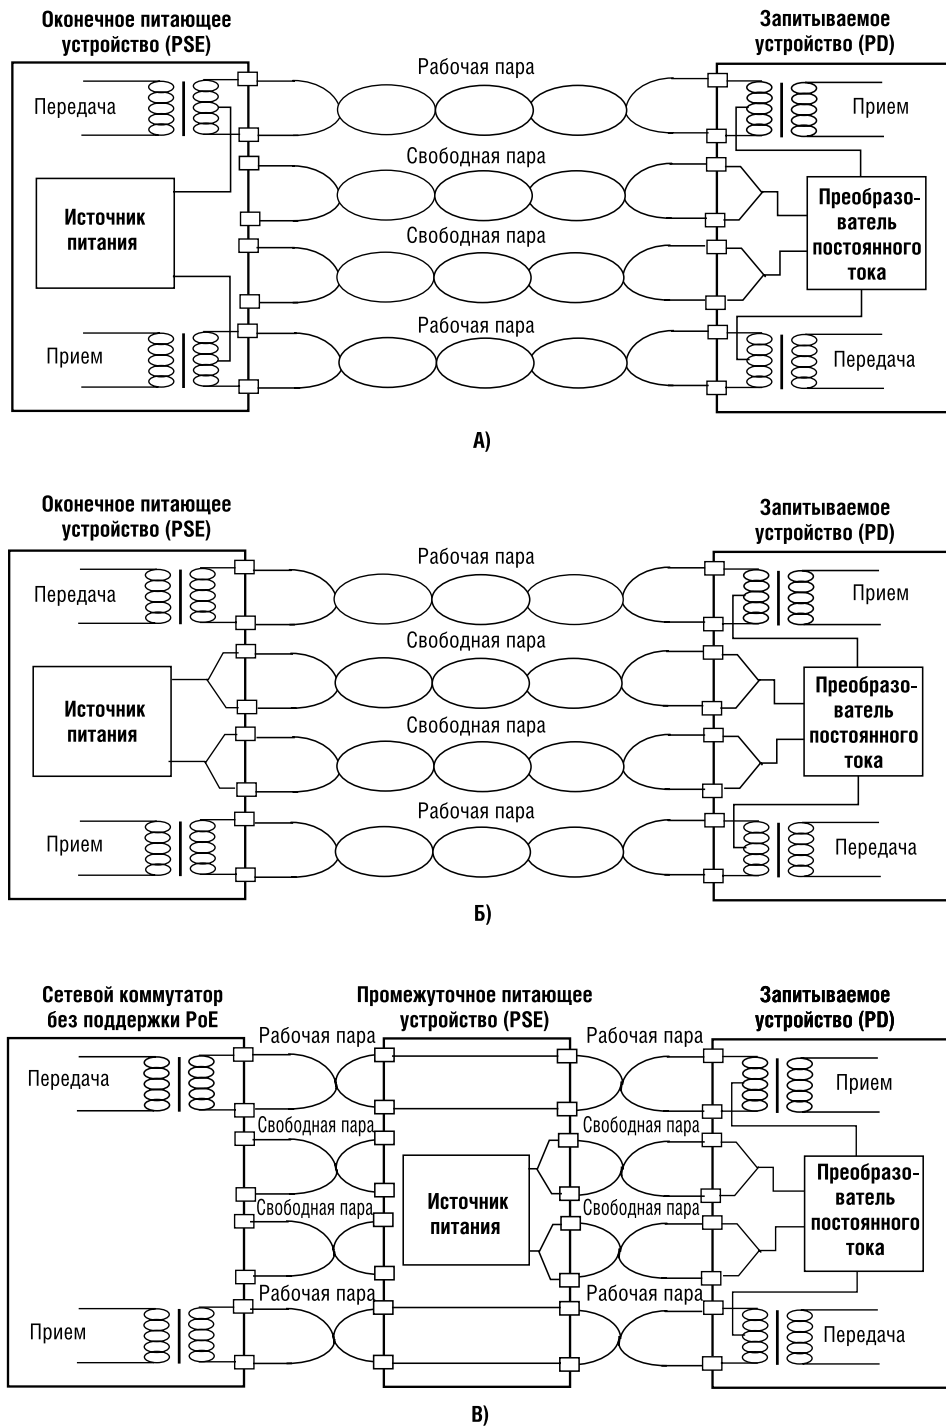 Оконечное питающее
устройство (PSE)
Запитываемое
устройство (PD)
Рабочая пара
Передача
Прием
Свободная пара
Источник
питания
Преобразо-
ватель
постоянного
тока
Свободная пара
Рабочая пара
Прием
Передача
А)
Оконечное питающее
устройство (PSE)
Запитываемое
устройство (PD)
Рабочая пара
Передача
Прием
Свободная пара
Источник
питания
Преобразо-
ватель
постоянного
тока
Свободная пара
Рабочая пара
Прием
Передача
Б)
Сетевой коммутатор
без поддержки PoE
Промежуточное питающее
устройство (PSE)
Запитываемое
устройство (PD)
Рабочая пара
Рабочая пара
Передача
Прием
Свободная пара
Свободная пара
Источник
питания
Преобразо-
ватель
постоянного
тока
Свободная пара
Свободная пара
Рабочая пара
Рабочая пара
Прием
Передача
В)